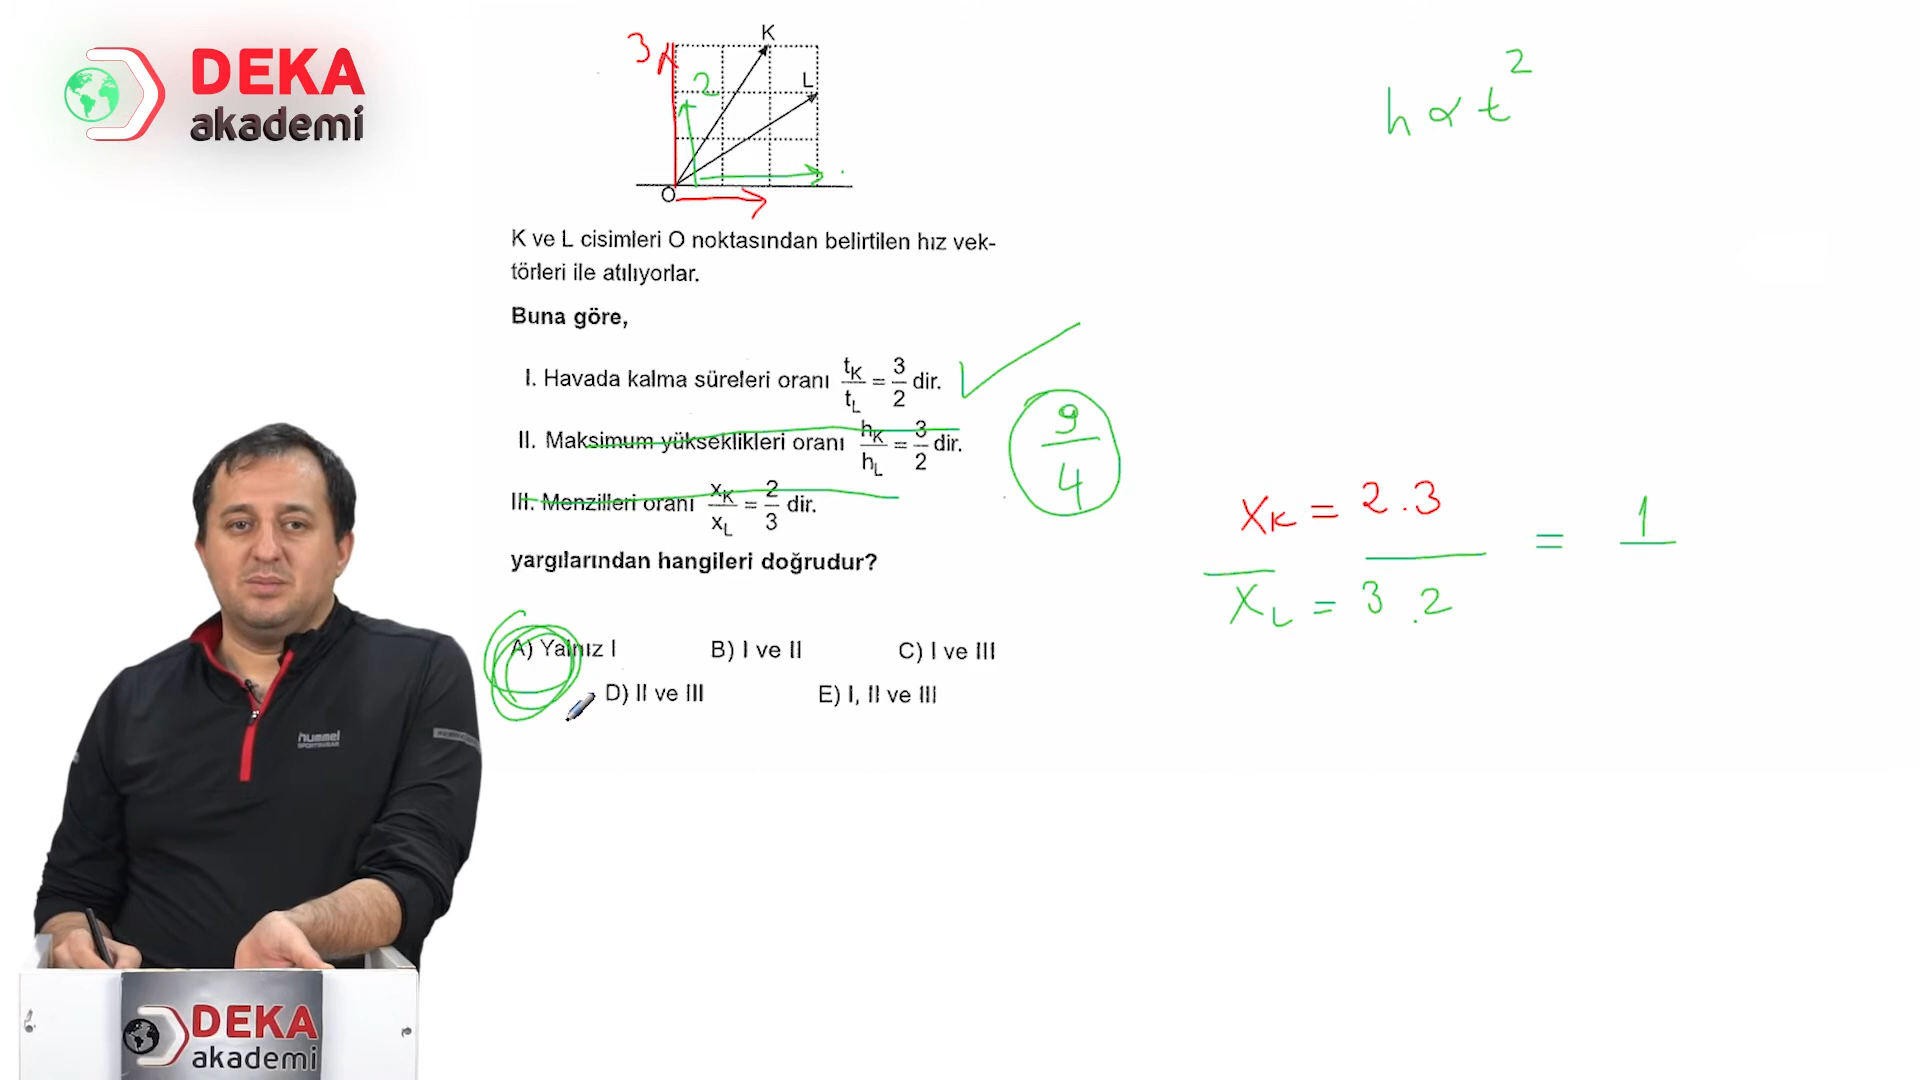 DEKA
akademi
K
L
O
3
2
h α t²
K ve L cisimleri O noktasından belirtilen hız vek-
törleri ile atılıyorlar.
Buna göre,
I. Havada kalma süreleri oranı tK/tL = 3/2 dir.
II. Maksimum yükseklikleri oranı hK/hL = 3/2 dir.
9/4
III. Menzilleri oranı xK/xL = 2/3 dir.
yargılarından hangileri doğrudur?
xK = 2.3
= 1
xL = 3.2
A) Yalnız I B) I ve II C) I ve III
D) II ve III E) I, II ve III
hummel
DEKA
akademi